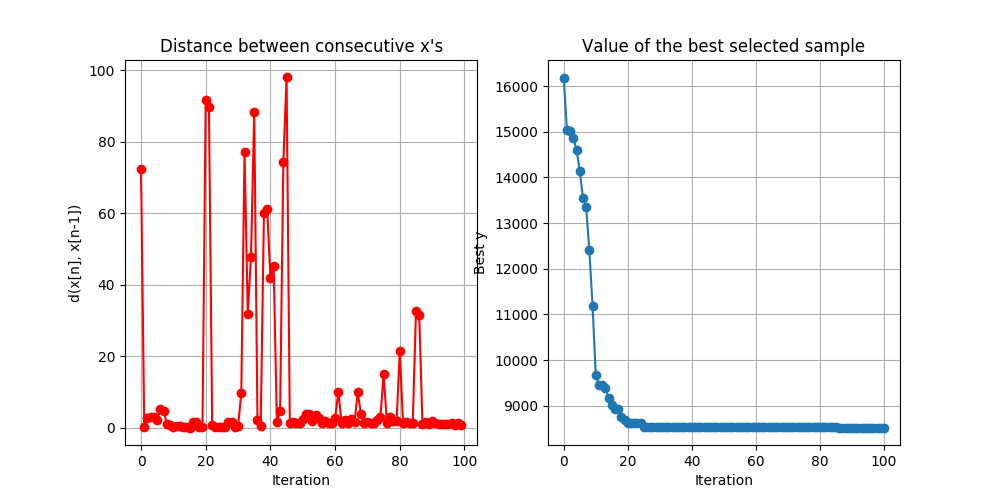 Distance between consecutive x's
d(x[n], x[n-1])
100
80
60
40
20
0
0 20 40 60 80 100
Iteration
Value of the best selected sample
Best y
16000
15000
14000
13000
12000
11000
10000
9000
0 20 40 60 80 100
Iteration